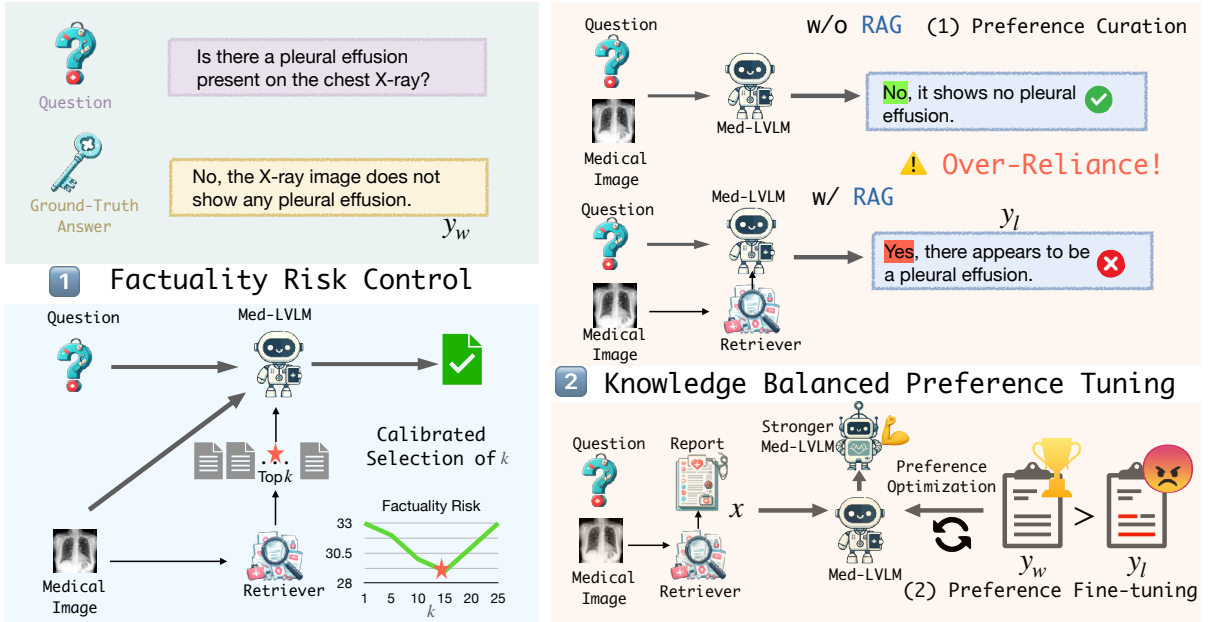 Question
Is there a pleural effusion
present on the chest X-ray?
Ground-Truth
Answer
No, the X-ray image does not
show any pleural effusion.
y_w
1 Factuality Risk Control
Question
Med-LVLM
...
Top k
Calibrated
Selection of k
Medical
Image
Retriever
Factuality Risk
33
30.5
28
1 5 10 15 20 25
k
w/o RAG (1) Preference Curation
Question
Medical
Image
Med-LVLM
No, it shows no pleural
effusion.
Over-Reliance!
w/ RAG
Question
Medical
Image
Med-LVLM
Retriever
y_l
Yes, there appears to be
a pleural effusion.
2 Knowledge Balanced Preference Tuning
Question
Report
Medical
Image
Retriever
x
Stronger
Med-LVLM
Med-LVLM
Preference
Optimization
>
y_w
y_l
(2) Preference Fine-tuning